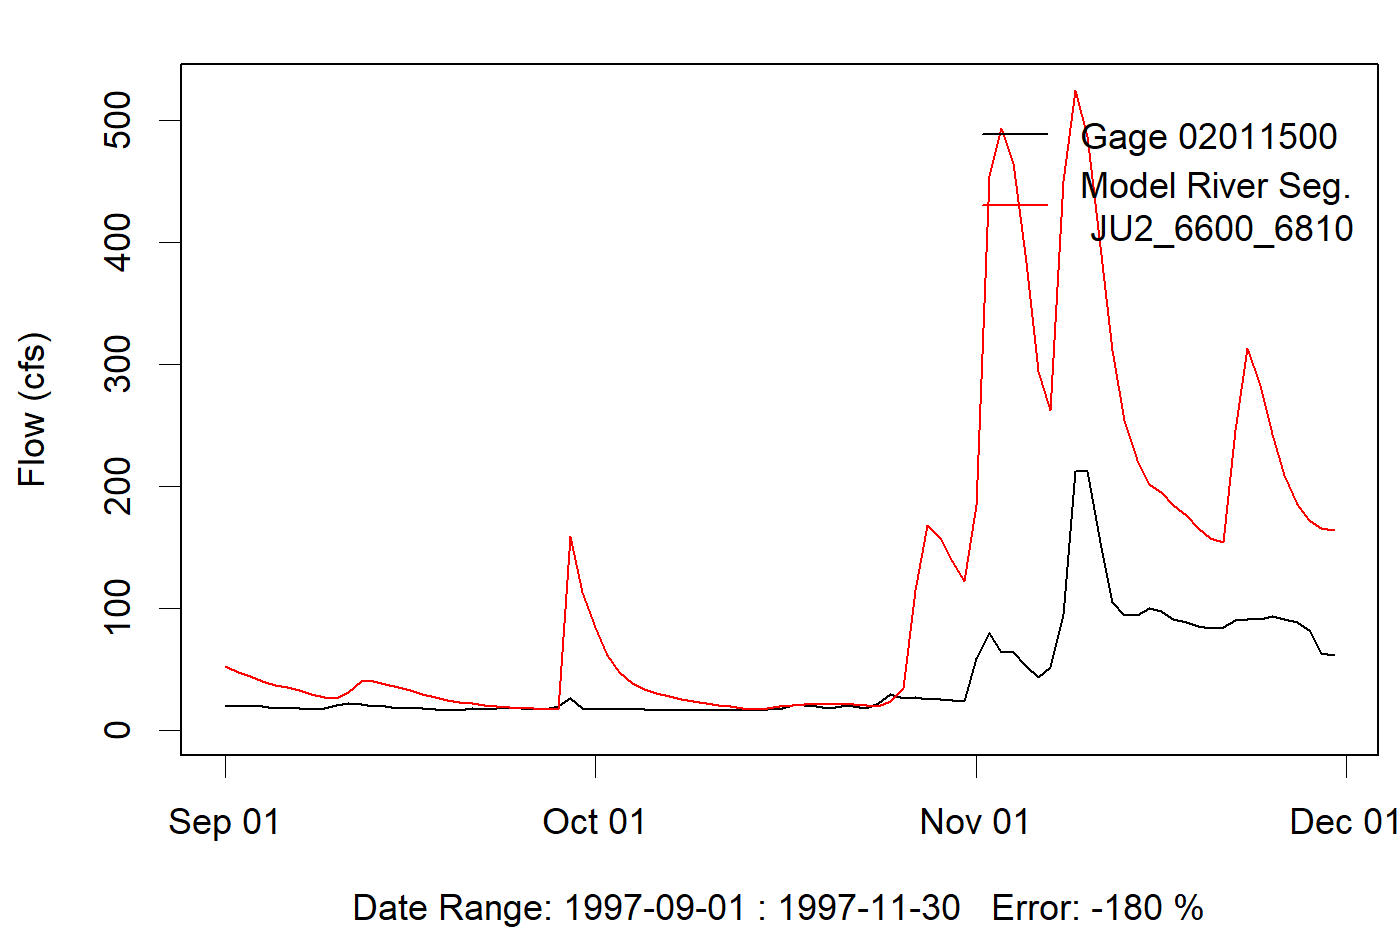 500
400
300
200
100
0
Flow (cfs)
Gage 02011500
Model River Seg.
JU2_6600_6810
Sep 01
Oct 01
Nov 01
Dec 01
Date Range: 1997-09-01 : 1997-11-30 Error: -180 %